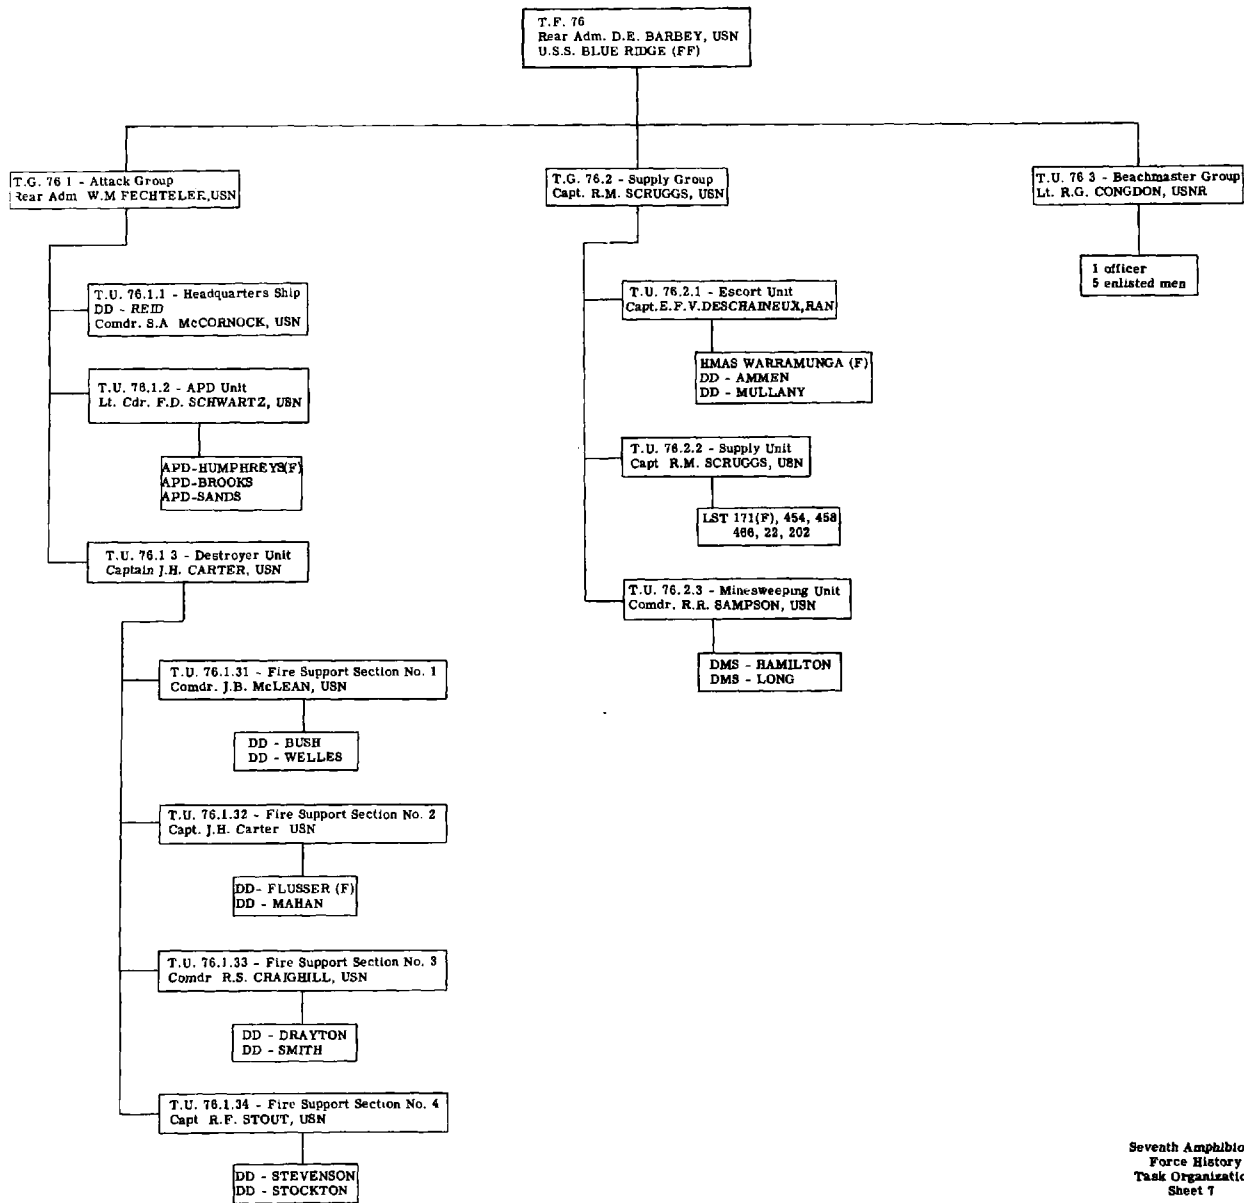 T.F. 76
Rear Adm. D.E. BARBEY, USN
U.S.S. BLUE RIDGE (FF)
T.G. 76 1 - Attack Group
Rear Adm W.M FECHTELER,USN
T.G. 76.2 - Supply Group
Capt. R.M. SCRUGGS, USN
T.U. 76 3 - Beachmaster Group
Lt. R.G. CONGDON, USNR
1 officer
5 enlisted men
T.U. 76.1.1 - Headquarters Ship
DD - REID
Comdr. S.A McCORNOCK, USN
T.U. 76.1.2 - APD Unit
Lt. Cdr. F.D. SCHWARTZ, USN
APD-HUMPHREYS(F)
APD-BROOKS
APD-SANDS
T.U. 76.1 3 - Destroyer Unit
Captain J.H. CARTER, USN
T.U. 76.1.31 - Fire Support Section No. 1
Comdr. J.B. McLEAN, USN
DD - BUSH
DD - WELLES
T.U. 76.1.32 - Fire Support Section No. 2
Capt. J.H. Carter USN
DD- FLUSSER (F)
DD - MAHAN
T.U. 76.1.33 - Fire Support Section No. 3
Comdr R.S. CRAIGHILL, USN
DD - DRAYTON
DD - SMITH
T.U. 76.1.34 - Fire Support Section No. 4
Capt R.F. STOUT, USN
DD - STEVENSON
DD - STOCKTON
T.U. 76.2.1 - Escort Unit
Capt.E.F.V.DESCHAINEUX,RAN
HMAS WARRAMUNGA (F)
DD - AMMEN
DD - MULLANY
T.U. 76.2.2 - Supply Unit
Capt R.M. SCRUGGS, USN
LST 171(F), 454, 458
466, 22, 202
T.U. 76.2.3 - Minesweeping Unit
Comdr. R.R. SAMPSON, USN
DMS - HAMILTON
DMS - LONG
Seventh Amphibio
Force History
Task Organizatio
Sheet 7